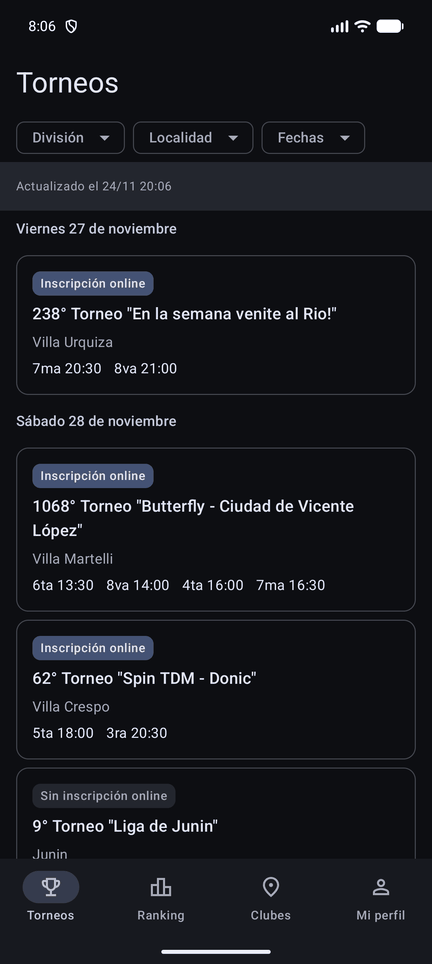 8:06
Torneos
División Localidad Fechas
Actualizado el 24/11 20:06
Viernes 27 de noviembre
Inscripción online
238° Torneo "En la semana venite al Rio!"
Villa Urquiza
7ma 20:30 8va 21:00
Sábado 28 de noviembre
Inscripción online
1068° Torneo "Butterfly - Ciudad de Vicente
López"
Villa Martelli
6ta 13:30 8va 14:00 4ta 16:00 7ma 16:30
Inscripción online
62° Torneo "Spin TDM - Donic"
Villa Crespo
5ta 18:00 3ra 20:30
Sin inscripción online
9° Torneo "Liga de Junin"
Junin
Torneos Ranking Clubes Mi perfil